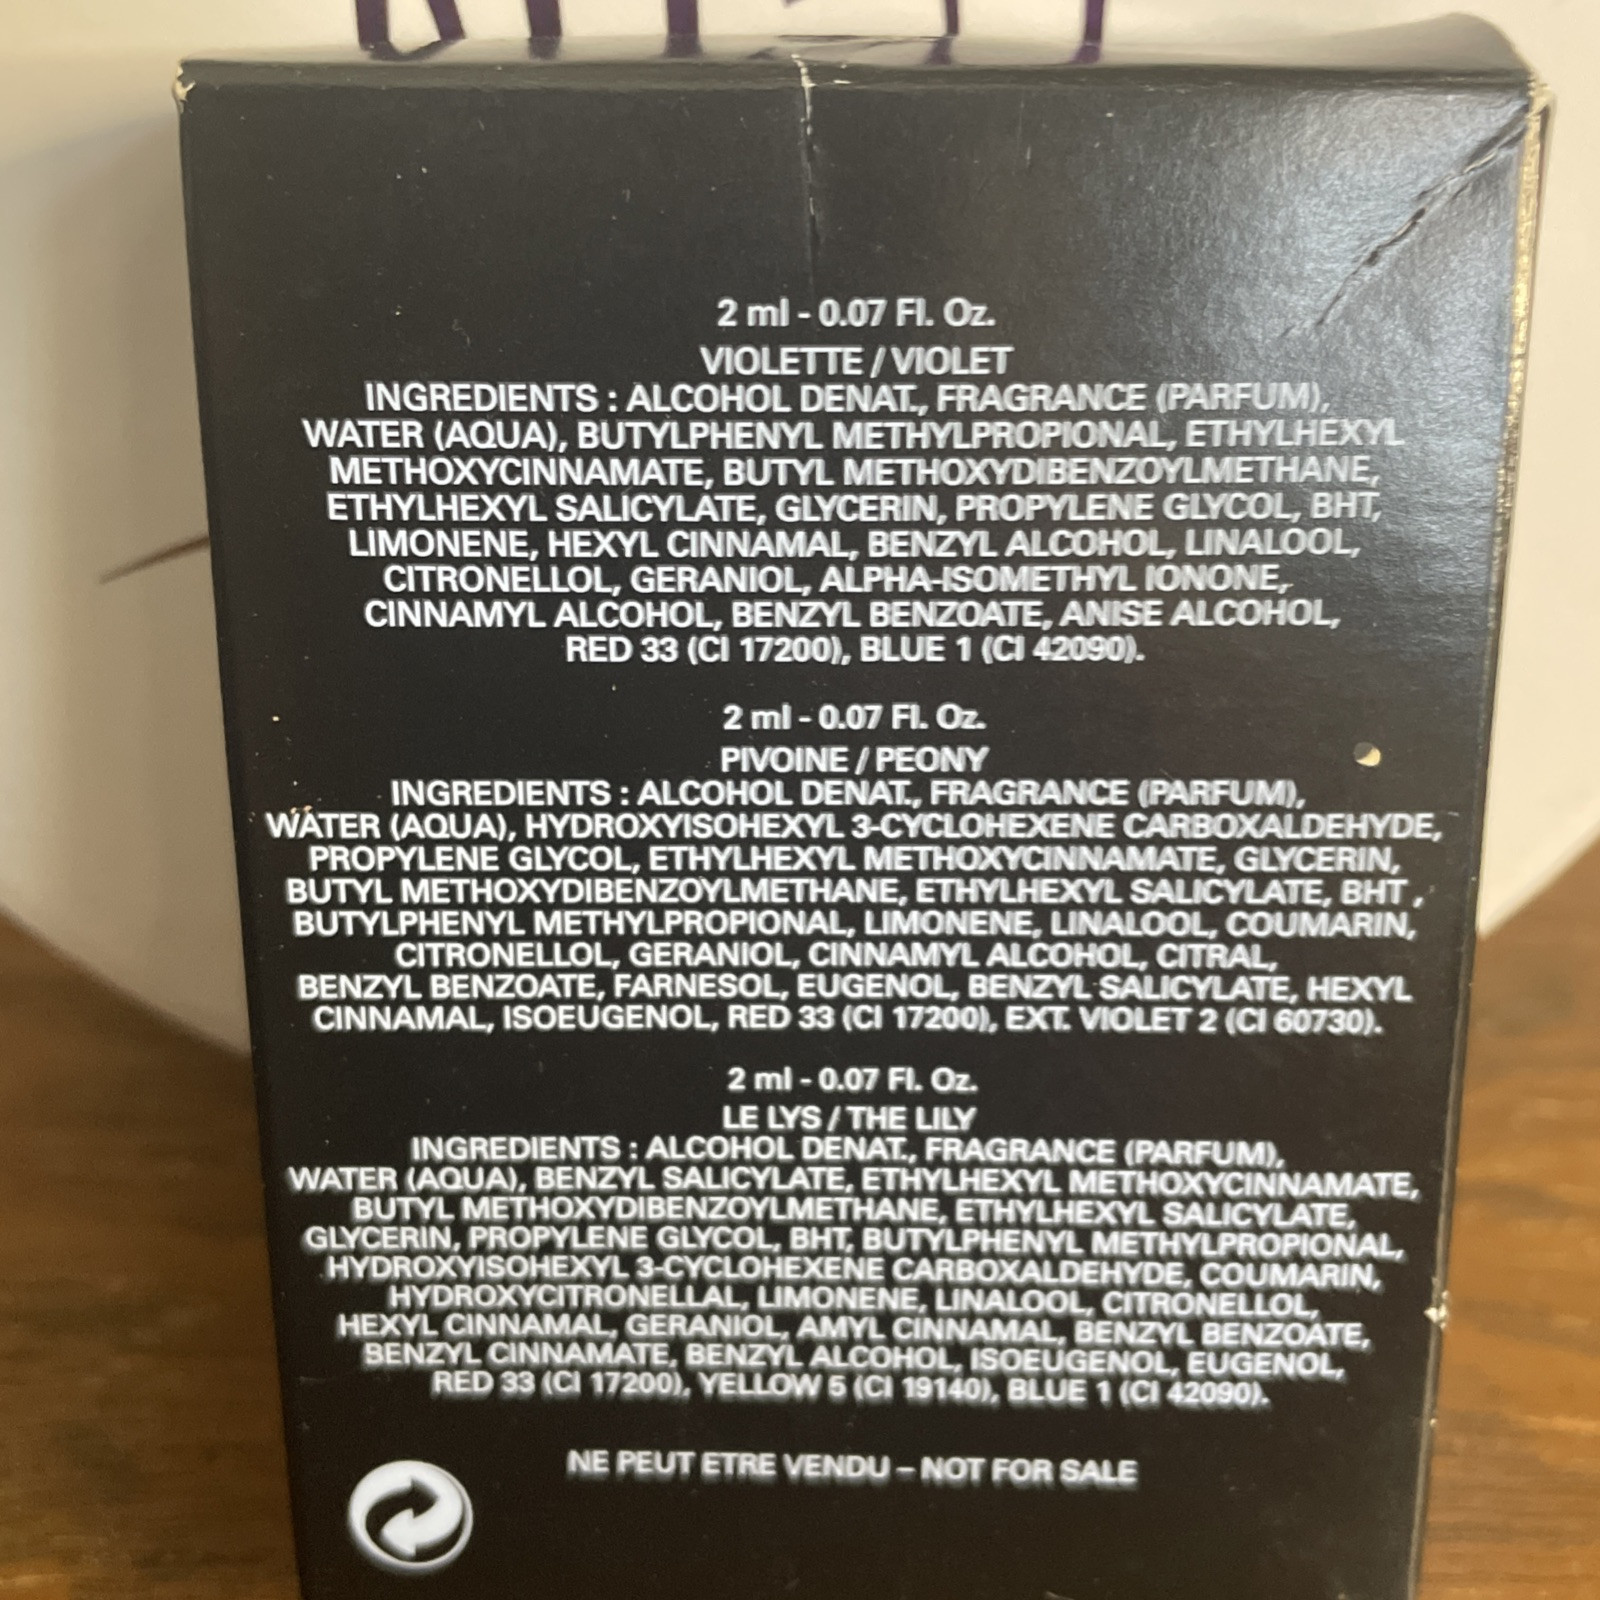 2 ml - 0.07 Fl. Oz.
VIOLETTE / VIOLET
INGREDIENTS : ALCOHOL DENAT., FRAGRANCE (PARFUM),
WATER (AQUA), BUTYLPHENYL METHYLPROPIONAL, ETHYLHEXYL
METHOXYCINNAMATE, BUTYL METHOXYDIBENZOYLMETHANE,
ETHYLHEXYL SALICYLATE, GLYCERIN, PROPYLENE GLYCOL, BHT,
LIMONENE, HEXYL CINNAMAL, BENZYL ALCOHOL, LINALOOL,
CITRONELLOL, GERANIOL, ALPHA-ISOMETHYL IONONE,
CINNAMYL ALCOHOL, BENZYL BENZOATE, ANISE ALCOHOL,
RED 33 (CI 17200), BLUE 1 (CI 42090).
2 ml - 0.07 Fl. Oz.
PIVOINE / PEONY
INGREDIENTS : ALCOHOL DENAT., FRAGRANCE (PARFUM),
WATER (AQUA), HYDROXYISOHEXYL 3-CYCLOHEXENE CARBOXALDEHYDE,
PROPYLENE GLYCOL, ETHYLHEXYL METHOXYCINNAMATE, GLYCERIN,
BUTYL METHOXYDIBENZOYLMETHANE, ETHYLHEXYL SALICYLATE, BHT ,
BUTYLPHENYL METHYLPROPIONAL, LIMONENE, LINALOOL, COUMARIN,
CITRONELLOL, GERANIOL, CINNAMYL ALCOHOL, CITRAL,
BENZYL BENZOATE, FARNESOL, EUGENOL, BENZYL SALICYLATE, HEXYL
CINNAMAL, ISOEUGENOL, RED 33 (CI 17200), EXT. VIOLET 2 (CI 60730).
2 ml - 0.07 Fl. Oz.
LE LYS / THE LILY
INGREDIENTS : ALCOHOL DENAT., FRAGRANCE (PARFUM),
WATER (AQUA), BENZYL SALICYLATE, ETHYLHEXYL METHOXYCINNAMATE,
BUTYL METHOXYDIBENZOYLMETHANE, ETHYLHEXYL SALICYLATE,
GLYCERIN, PROPYLENE GLYCOL, BHT, BUTYLPHENYL METHYLPROPIONAL,
HYDROXYISOHEXYL 3-CYCLOHEXENE CARBOXALDEHYDE, COUMARIN,
HYDROXYCITRONELLAL, LIMONENE, LINALOOL, CITRONELLOL,
HEXYL CINNAMAL, GERANIOL, AMYL CINNAMAL, BENZYL BENZOATE,
BENZYL CINNAMATE, BENZYL ALCOHOL, ISOEUGENOL, EUGENOL,
RED 33 (CI 17200), YELLOW 5 (CI 19140), BLUE 1 (CI 42090).
NE PEUT ETRE VENDU – NOT FOR SALE